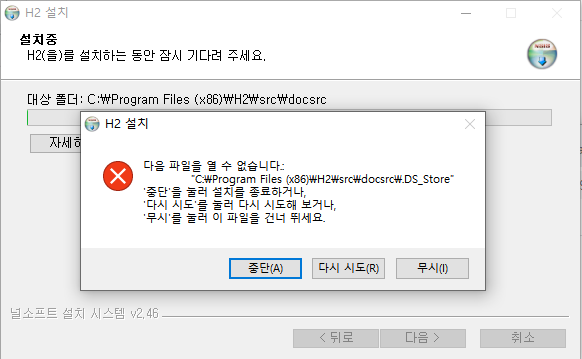 H2 설치
설치중
H2(을)를 설치하는 동안 잠시 기다려 주세요.
대상 폴더: C:\Program Files (x86)\H2\src\docsrc
H2 설치
다음 파일을 열 수 없습니다.:
"C:\Program Files (x86)\H2\src\docsrc\.DS_Store"
'중단'을 눌러 설치를 종료하거나,
'다시 시도'를 눌러 다시 시도해 보거나,
'무시'를 눌러 이 파일을 건너 뛰세요.
중단(A) 다시 시도(R) 무시(I)
널소프트 설치 시스템 v2.46
< 뒤로 다음 > 취소